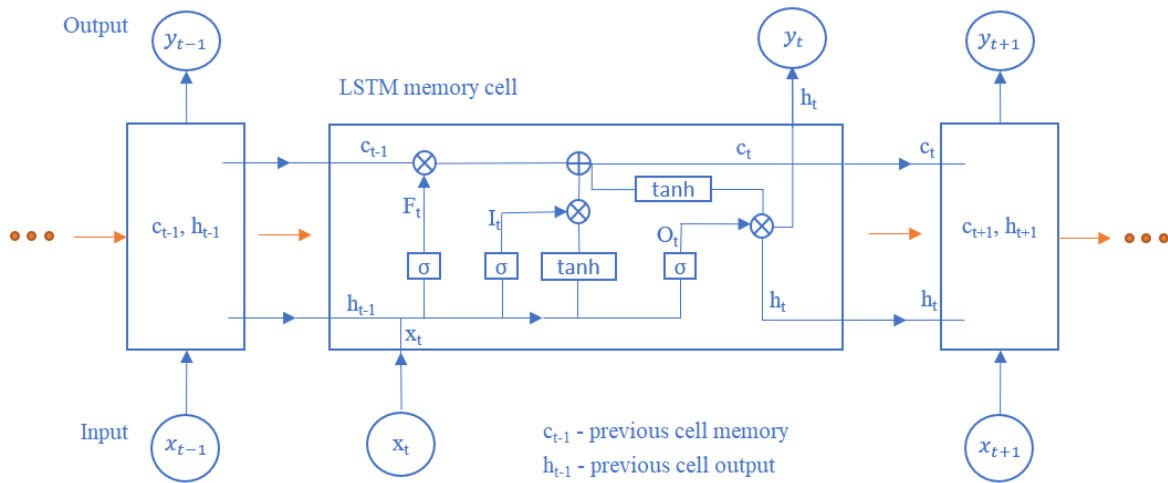 Output
y_{t-1}
y_t
y_{t+1}
LSTM memory cell
h_t
c_{t-1}
c_t
c_t
tanh
F_t
I_t
O_t
c_{t-1}, h_{t-1}
c_{t+1}, h_{t+1}
σ
σ
tanh
σ
h_{t-1}
h_t
h_t
x_t
Input
x_{t-1}
x_t
x_{t+1}
c_{t-1} - previous cell memory
h_{t-1} - previous cell output